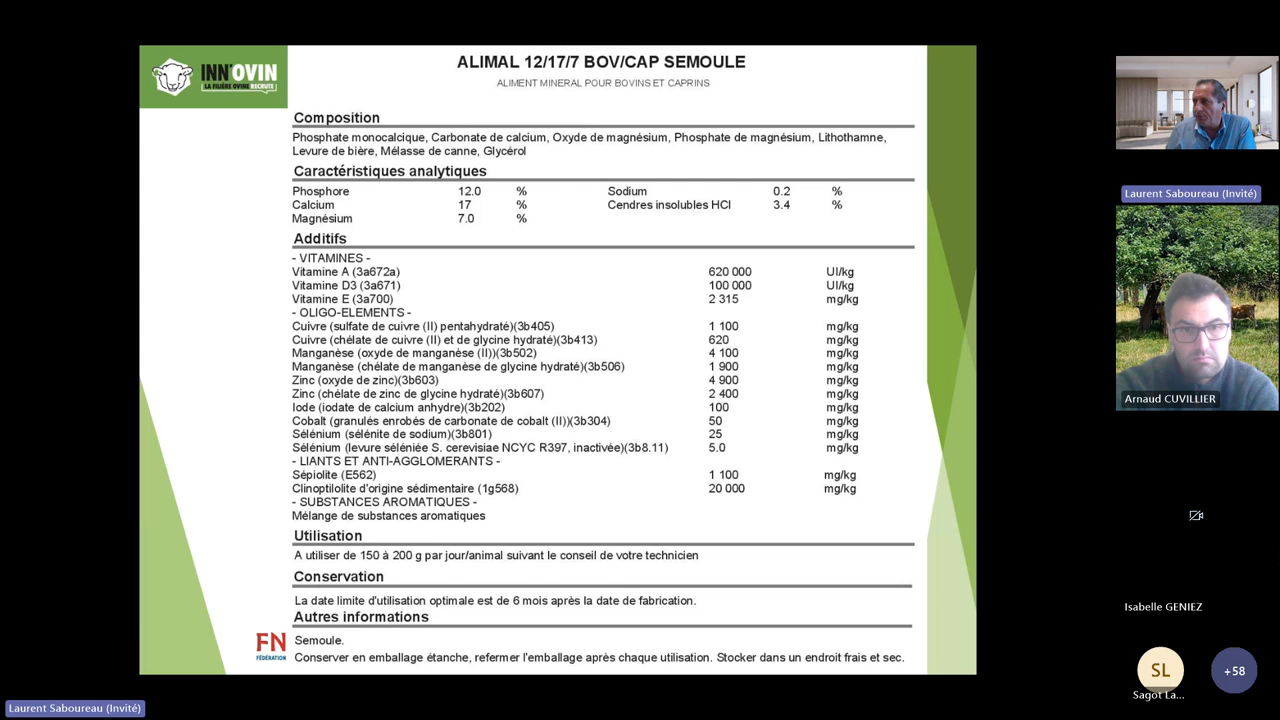 INN'OVIN
LA FILIÈRE OVINE RECRUTE
ALIMAL 12/17/7 BOV/CAP SEMOULE
ALIMENT MINERAL POUR BOVINS ET CAPRINS
Composition
Phosphate monocalcique, Carbonate de calcium, Oxyde de magnésium, Phosphate de magnésium, Lithothamne,
Levure de bière, Mélasse de canne, Glycérol
Caractéristiques analytiques
Phosphore 12.0 % Sodium 0.2 %
Calcium 17 % Cendres insolubles HCl 3.4 %
Magnésium 7.0 %
Additifs
- VITAMINES -
Vitamine A (3a672a) 620 000 UI/kg
Vitamine D3 (3a671) 100 000 UI/kg
Vitamine E (3a700) 2 315 mg/kg
- OLIGO-ELEMENTS -
Cuivre (sulfate de cuivre (II) pentahydraté)(3b405) 1 100 mg/kg
Cuivre (chélate de cuivre (II) et de glycine hydraté)(3b413) 620 mg/kg
Manganèse (oxyde de manganèse (II))(3b502) 4 100 mg/kg
Manganèse (chélate de manganèse de glycine hydraté)(3b506) 1 900 mg/kg
Zinc (oxyde de zinc)(3b603) 4 900 mg/kg
Zinc (chélate de zinc de glycine hydraté)(3b607) 2 400 mg/kg
Iode (iodate de calcium anhydre)(3b202) 100 mg/kg
Cobalt (granulés enrobés de carbonate de cobalt (II))(3b304) 50 mg/kg
Sélénium (sélénite de sodium)(3b801) 25 mg/kg
Sélénium (levure séléniée S. cerevisiae NCYC R397, inactivée)(3b8.11) 5.0 mg/kg
- LIANTS ET ANTI-AGGLOMERANTS -
Sépiolite (E562) 1 100 mg/kg
Clinoptilolite d'origine sédimentaire (1g568) 20 000 mg/kg
- SUBSTANCES AROMATIQUES -
Mélange de substances aromatiques
Utilisation
A utiliser de 150 à 200 g par jour/animal suivant le conseil de votre technicien
Conservation
La date limite d'utilisation optimale est de 6 mois après la date de fabrication.
Autres informations
Semoule.
Conserver en emballage étanche, refermer l'emballage après chaque utilisation. Stocker dans un endroit frais et sec.
FN
FÉDÉRATION
Laurent Saboureau (Invité)
Laurent Saboureau (Invité)
Arnaud CUVILLIER
Isabelle GENIEZ
SL
Sagot La...
+58